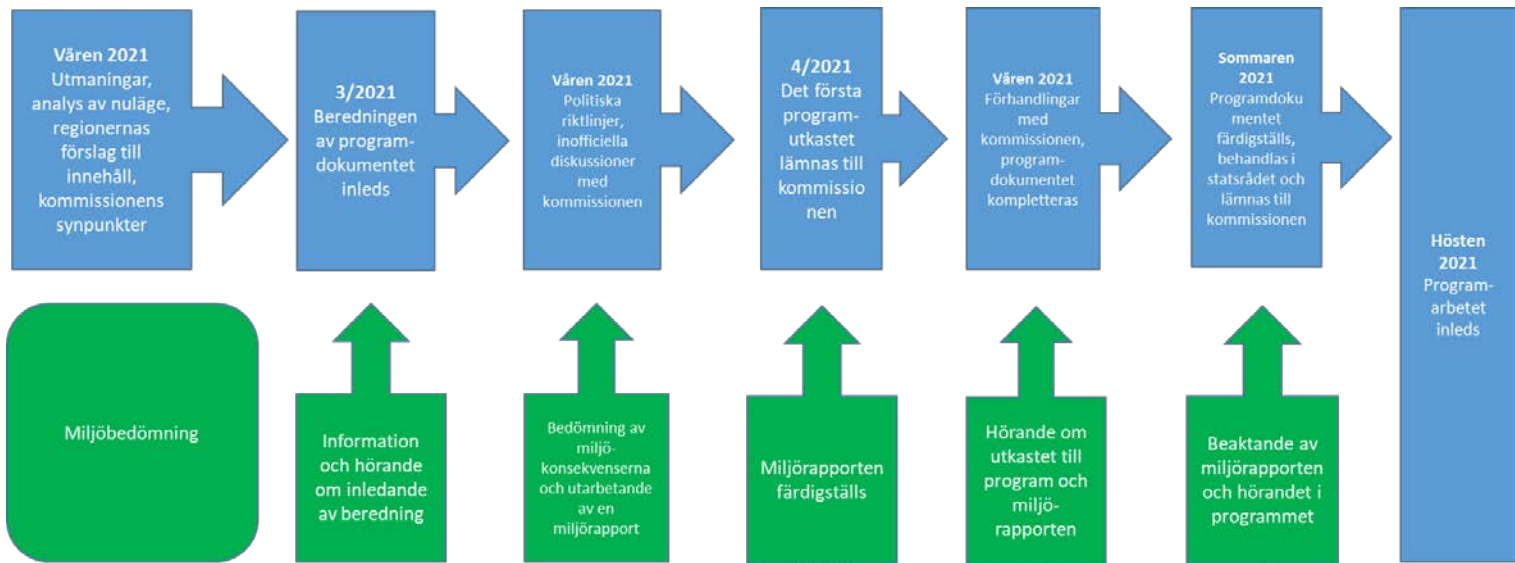 Våren 2021
Utmaningar,
analys av nuläge,
regionernas
förslag till
innehåll,
kommissionens
synpunkter
3/2021
Beredningen
av program-
dokumentet
inleds
Våren 2021
Politiska
riktlinjer,
inofficiella
diskussioner
med
kommissionen
4/2021
Det första
program-
utkastet
lämnas till
kommissio
nen
Våren 2021
Förhandlingar
med
kommissionen,
program-
dokumentet
kompletteras
Sommaren
2021
Programdoku
mentet
färdigställs,
behandlas i
statsrådet och
lämnas till
kommissionen
Hösten
2021
Program-
arbetet
inleds
Miljöbedömning
Information
och hörande
om inledande
av beredning
Bedömning av
miljö-
konsekvenserna
och utarbetande
av en
miljörapport
Miljörapporten
färdigställs
Hörande om
utkastet till
program och
miljö-
rapporten
Beaktande av
miljörapporten
och hörandet i
programmet